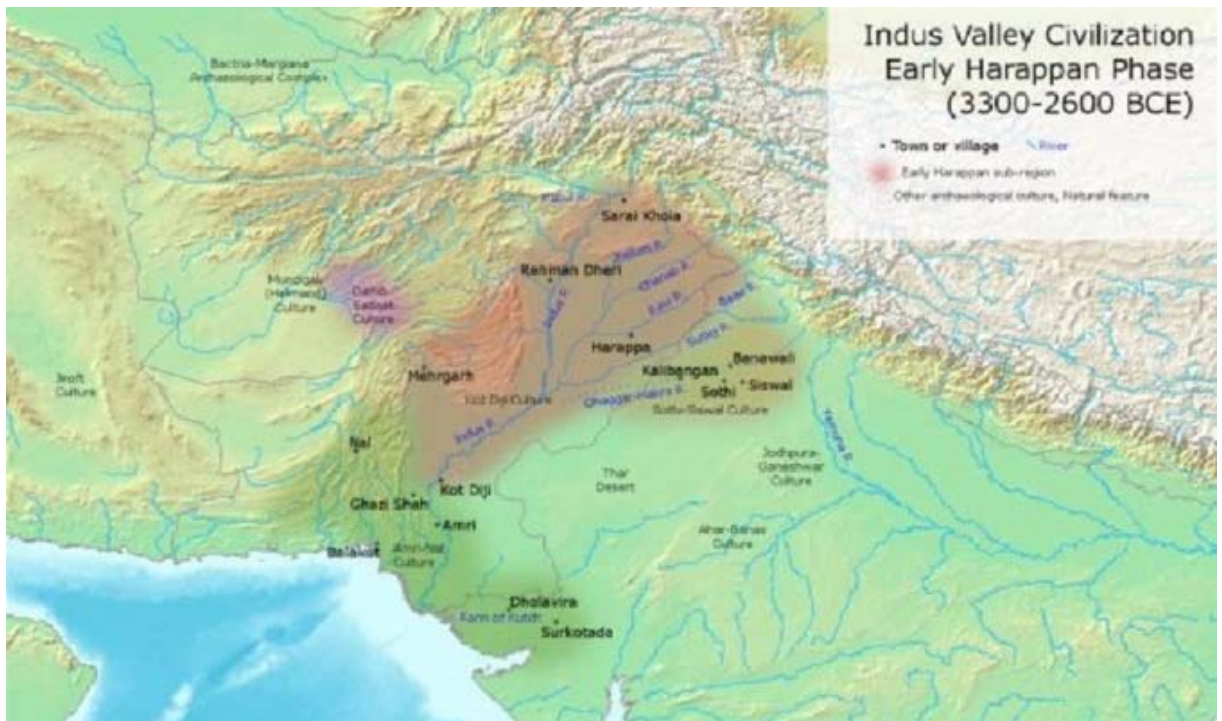 Indus Valley Civilization
Early Harappan Phase
(3300-2600 BCE)
Town or village
River
Early Harappan sub-region
Other archaeological culture, Natural feature
Bactria-Margiana
Archaeological Complex
Kabul R.
Sarai Khola
Jhelum R.
Rahman Dheri
Chenab R.
Mundigak
(Helmand)
Culture
Damb
Sadaat
Culture
Indus R.
Ravi R.
Beas R.
Harappa
Sutlej R.
Banawali
Mehrgarh
Kalibangan
Jiroft
Culture
Sothi
Siswal
Kot Diji Culture
Ghaggar-Hakra R.
Sothi-Siswal Culture
Indus R.
Yamuna R.
Nal
Jodhpura-
Ganeshwar
Culture
Thar
Desert
Kot Diji
Ghazi Shah
Amri
Ahar-Banas
Culture
Balakot
Amri-Nal
Culture
Dholavira
Rann of Kutch
Surkotada